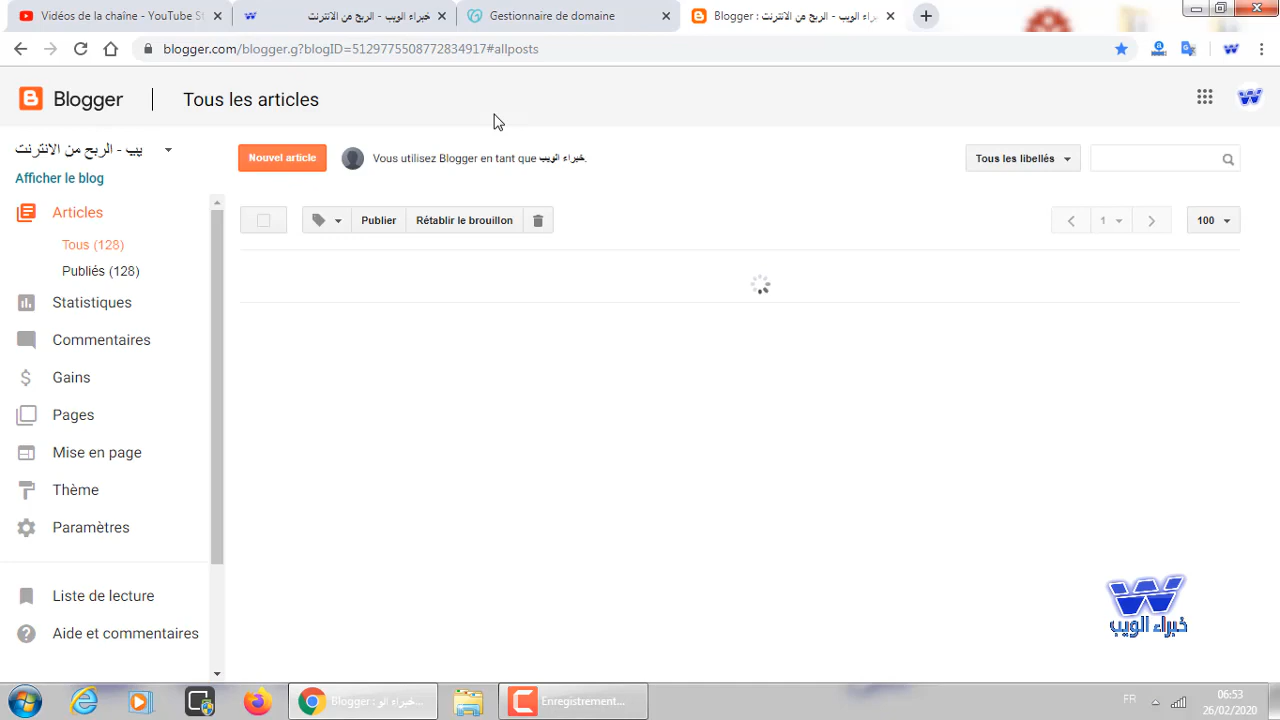 Vidéos de la chaîne - YouTube S
خبراء الويب - الربح من الانترنت
Gestionnaire de domaine
Blogger : خبراء الويب - الربح من الانترنت
blogger.com/blogger.g?blogID=5129775508772834917#allposts
Blogger
Tous les articles
يب - الربح من الانترنت
Afficher le blog
Nouvel article
Vous utilisez Blogger en tant que خبراء الويب.
Tous les libellés
Articles
Tous (128)
Publiés (128)
Publier
Rétablir le brouillon
1
100
Statistiques
Commentaires
Gains
Pages
Mise en page
Thème
Paramètres
Liste de lecture
Aide et commentaires
خبراء الويب
Blogger : خبراء الو...
Enregistrement...
FR
06:53
26/02/2020